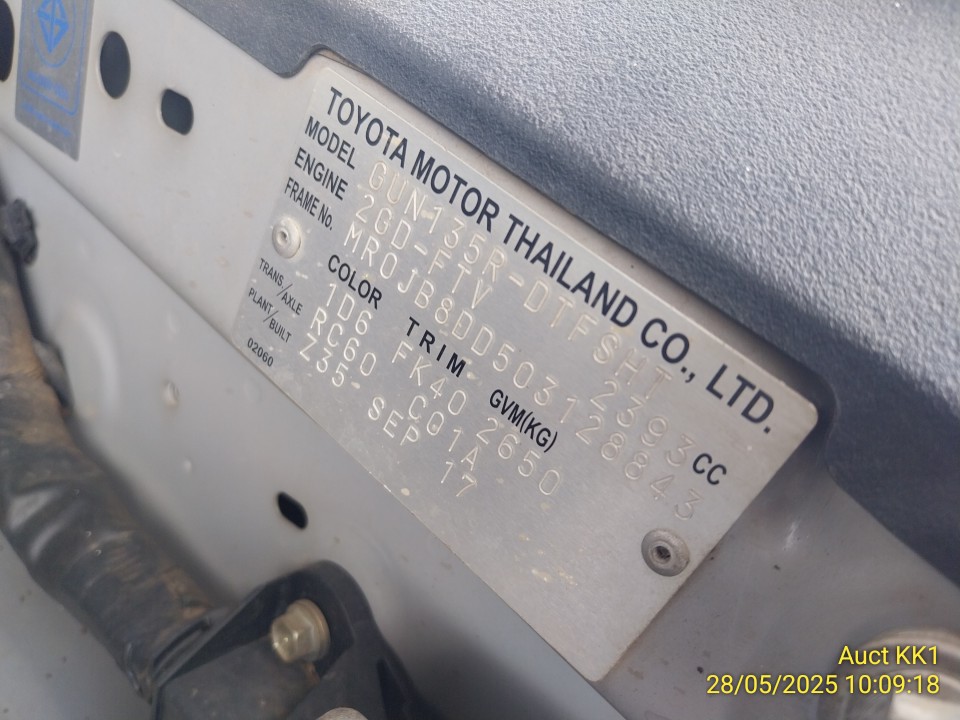 TOYOTA MOTOR THAILAND CO., LTD.
MODEL GUN135R-DTFSHT
ENGINE 2GD-FTV 2393 CC
FRAME No. MR0JB8DD503128843
COLOR TRIM GVM(KG)
1D6 FK40 2650
TRANS/AXLE RC60 C01A
PLANT/BUILT Z35 SEP 17
02060
Auct KK1
28/05/2025 10:09:18